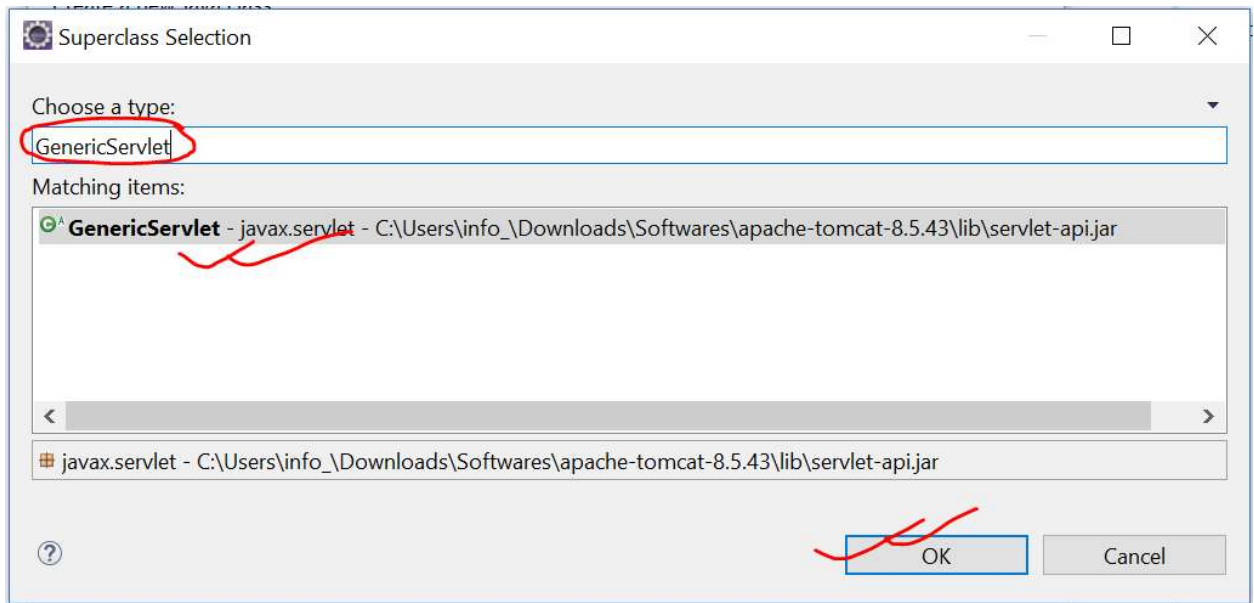 Superclass Selection
Choose a type:
GenericServlet
Matching items:
GenericServlet - javax.servlet - C:\Users\info_\Downloads\Softwares\apache-tomcat-8.5.43\lib\servlet-api.jar
javax.servlet - C:\Users\info_\Downloads\Softwares\apache-tomcat-8.5.43\lib\servlet-api.jar
OK Cancel